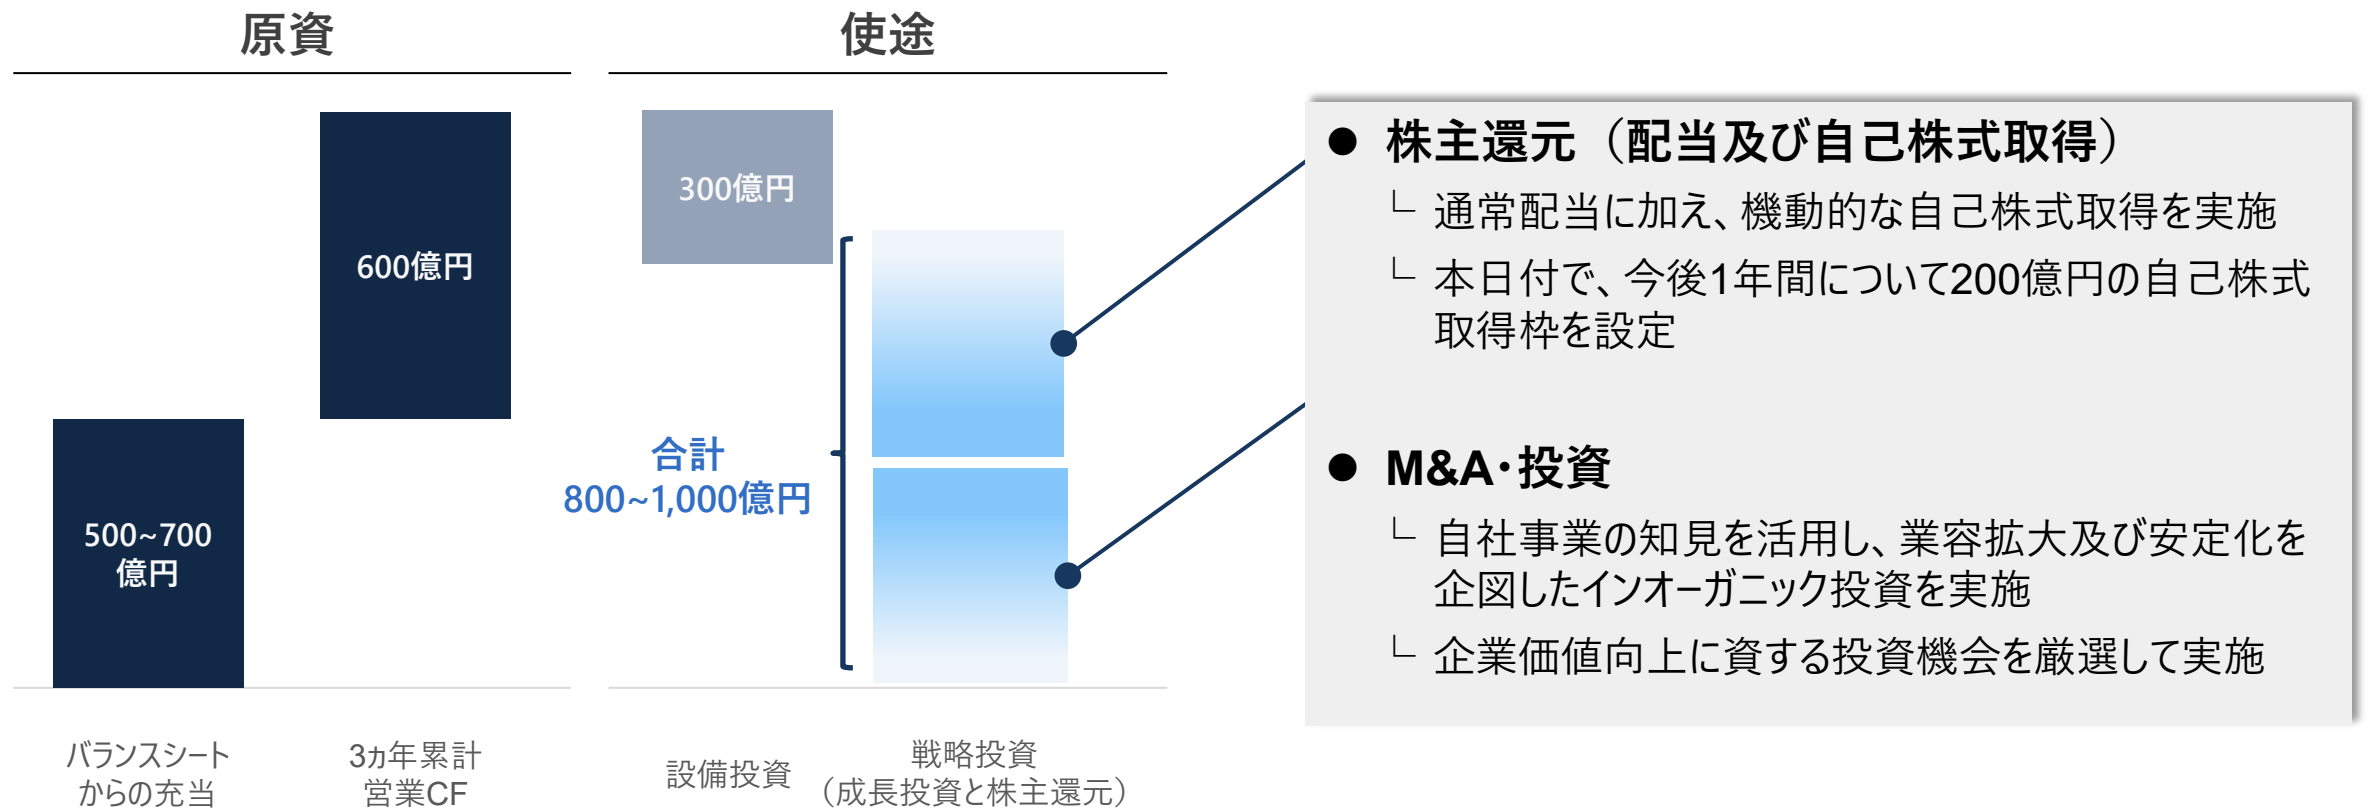 原資
使途
600億円
500~700
億円
300億円
合計
800~1,000億円
バランスシート
からの充当
3ヵ年累計
営業CF
設備投資
戦略投資
（成長投資と株主還元）
● 株主還元（配当及び自己株式取得）
└ 通常配当に加え、機動的な自己株式取得を実施
└ 本日付で、今後1年間について200億円の自己株式
取得枠を設定
● M&A・投資
└ 自社事業の知見を活用し、業容拡大及び安定化を
企図したインオーガニック投資を実施
└ 企業価値向上に資する投資機会を厳選して実施